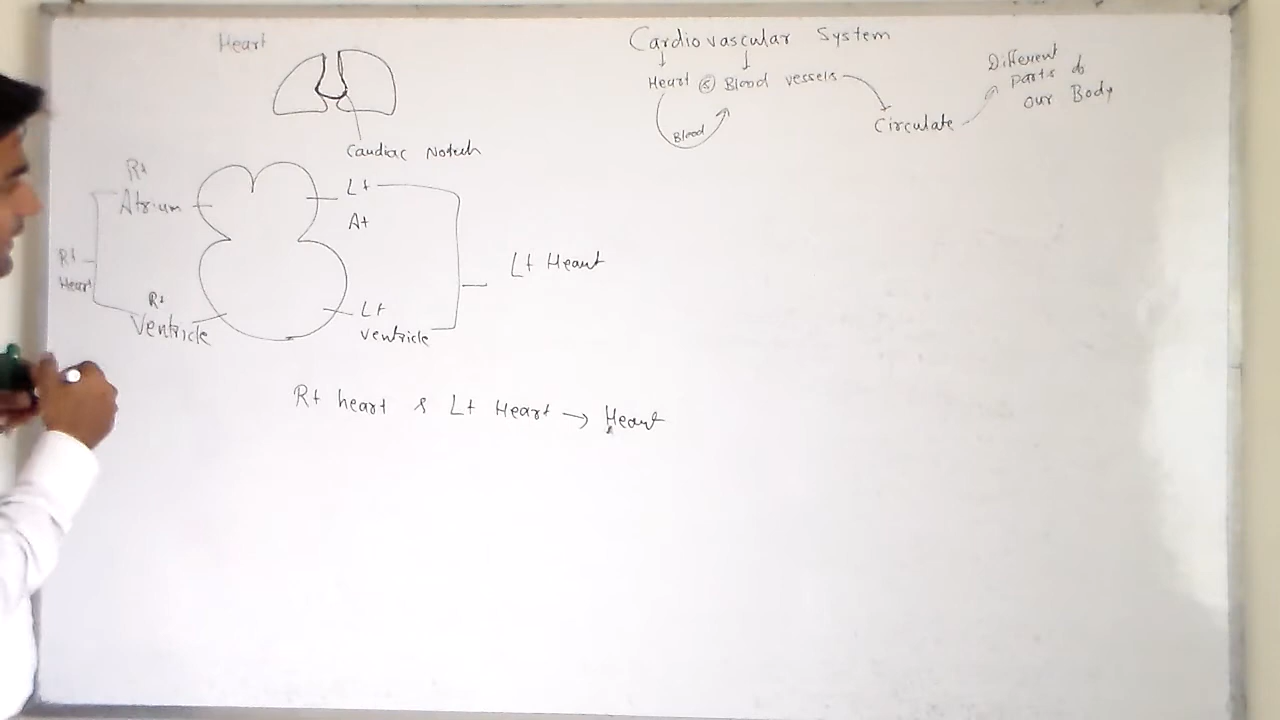 Heart
Cardiovascular System
Heart & Blood vessels
Blood
Circulate
Different
parts of
our Body
Caudiac Notch
Rt
Atrium
Lt
At
Rt
Heart
Rt
Ventricle
Lt
ventricle
Lt Heart
Rt heart & Lt Heart → Heart